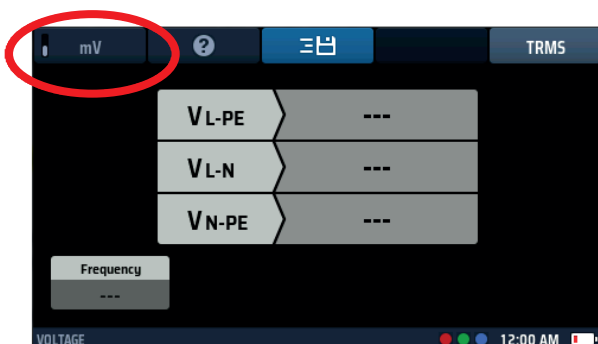 mV ? TRMS
VL-PE ---
VL-N ---
VN-PE ---
Frequency
---
VOLTAGE 12:00 AM